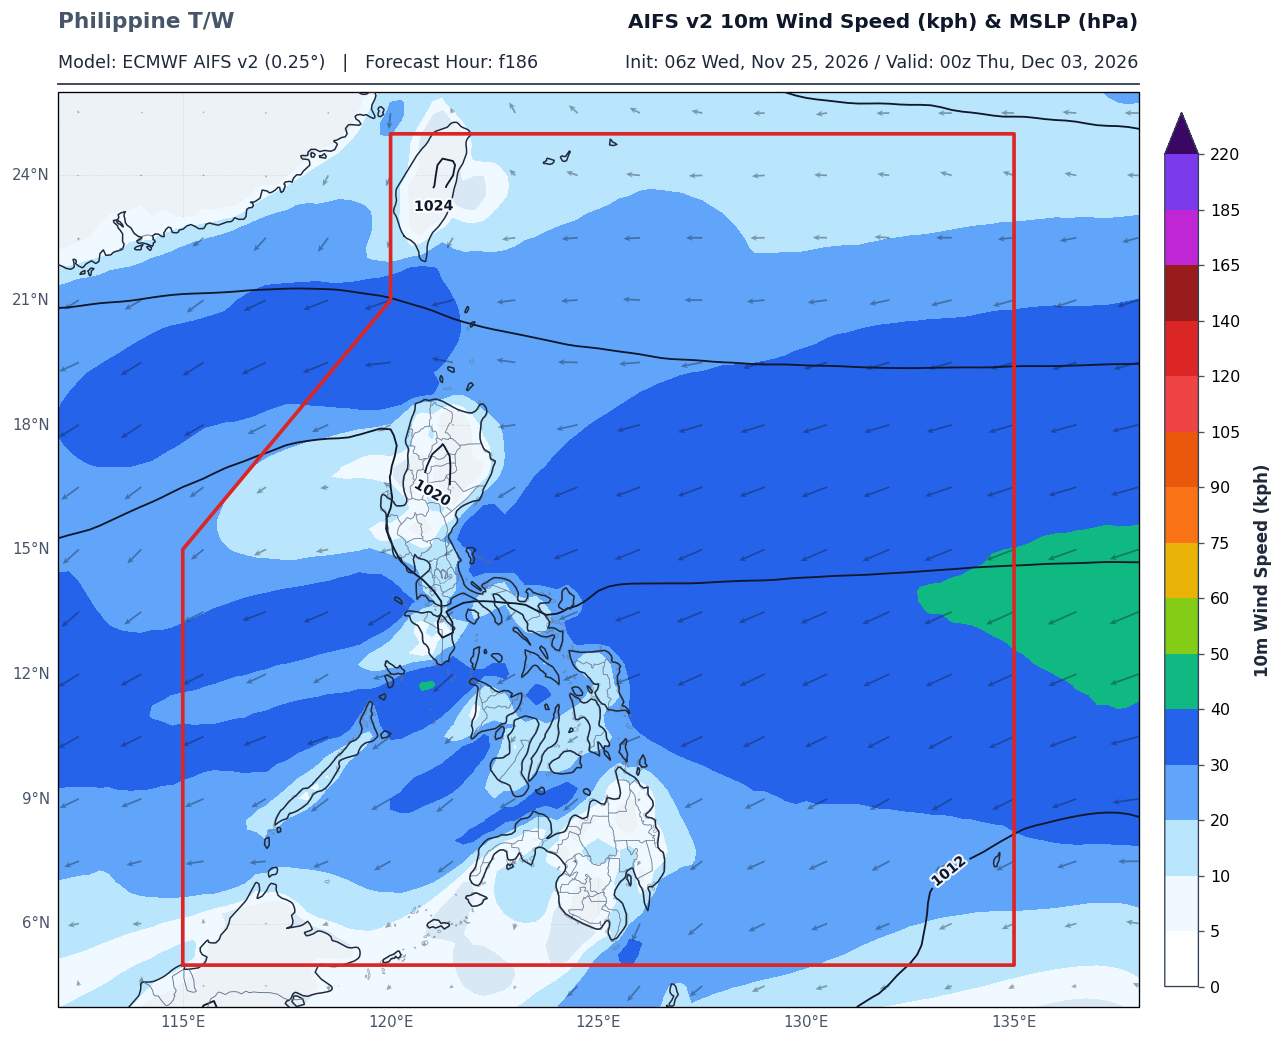 Philippine T/W
AIFS v2 10m Wind Speed (kph) & MSLP (hPa)
Model: ECMWF AIFS v2 (0.25°)   |   Forecast Hour: f186
Init: 06z Wed, Nov 25, 2026 / Valid: 00z Thu, Dec 03, 2026
24°N
21°N
18°N
15°N
12°N
9°N
6°N
1024
1020
1012
115°E
120°E
125°E
130°E
135°E
220
185
165
140
120
105
90
75
60
50
40
30
20
10
5
0
10m Wind Speed (kph)